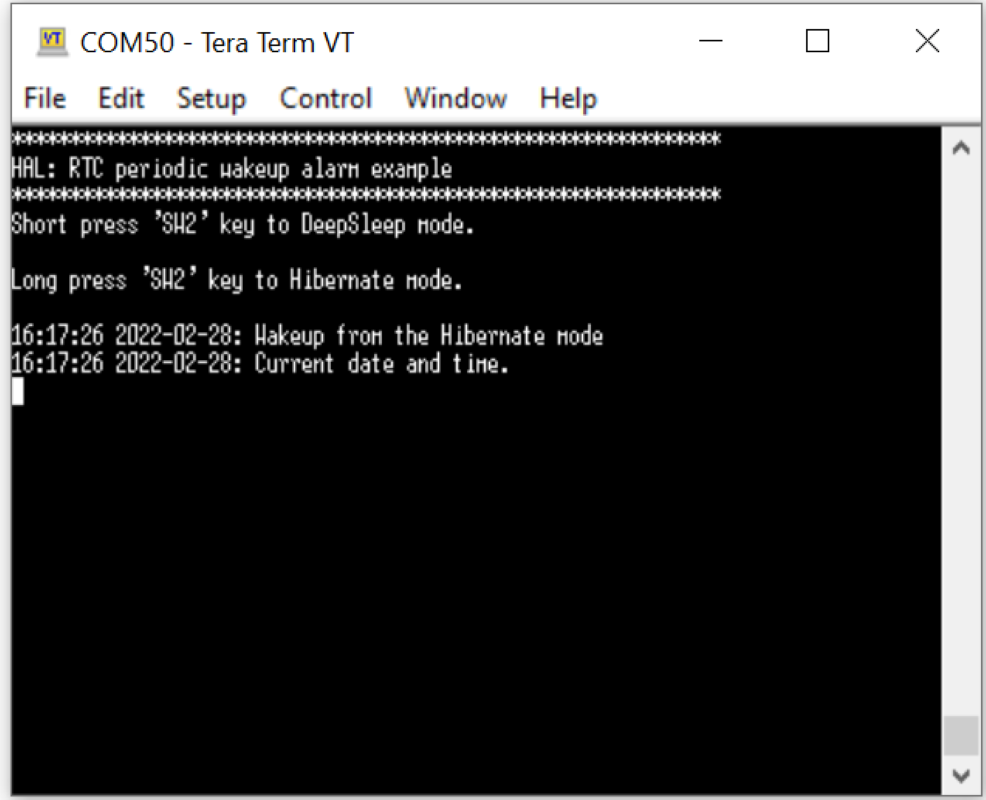 VT COM50 - Tera Term VT
File Edit Setup Control Window Help
*************************************************************
HAL: RTC periodic wakeup alarm example
*************************************************************
Short press 'SW2' key to DeepSleep mode.
Long press 'SW2' key to Hibernate mode.
16:17:26 2022-02-28: Wakeup from the Hibernate mode
16:17:26 2022-02-28: Current date and time.